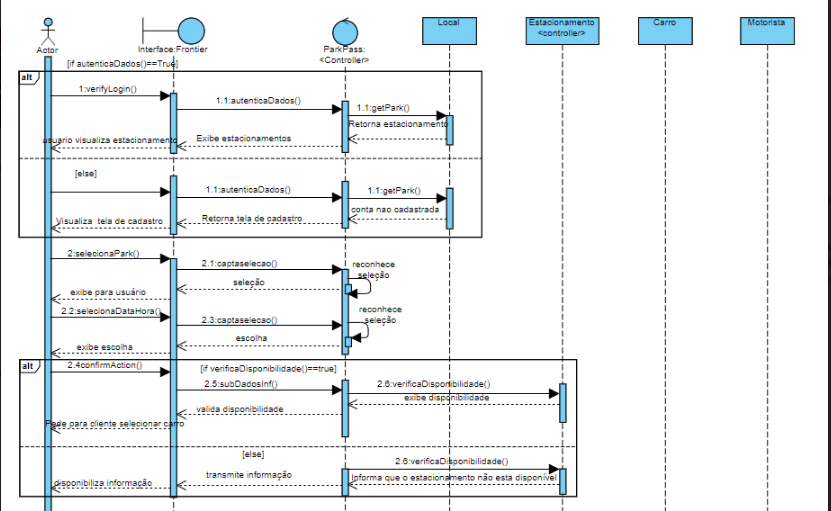 Actor
Interface:Frontier
ParkPass:
<Controller>
Local
Estacionamento
<controller>
Carro
Motorista
[if autenticaDados()==True]
alt
1:verifyLogin()
1.1:autenticaDados()
1.1:getPark()
Retorna estacionamento
Exibe estacionamentos
usuario visualiza estacionamento
[else]
1.1:autenticaDados()
1.1:getPark()
conta nao cadastrada
Retorna tela de cadastro
Visualiza tela de cadastro
2:selecionaPark()
2.1:captaselecao()
reconhece
seleção
seleção
exibe para usuário
2.2:selecionaDataHora()
2.3:captaselecao()
reconhece
seleção
escolha
exibe escolha
alt
2.4confirmAction()
[if verificaDisponibilidade()==true]
2.5:subDadosInf()
2.6:verificaDisponibilidade()
exibe disponibilidade
valida disponibilidade
Pede para cliente selecionar carro
[else]
2.6:verificaDisponibilidade()
Informa que o estacionamento não esta disponível
transmite informação
disponibiliza informação